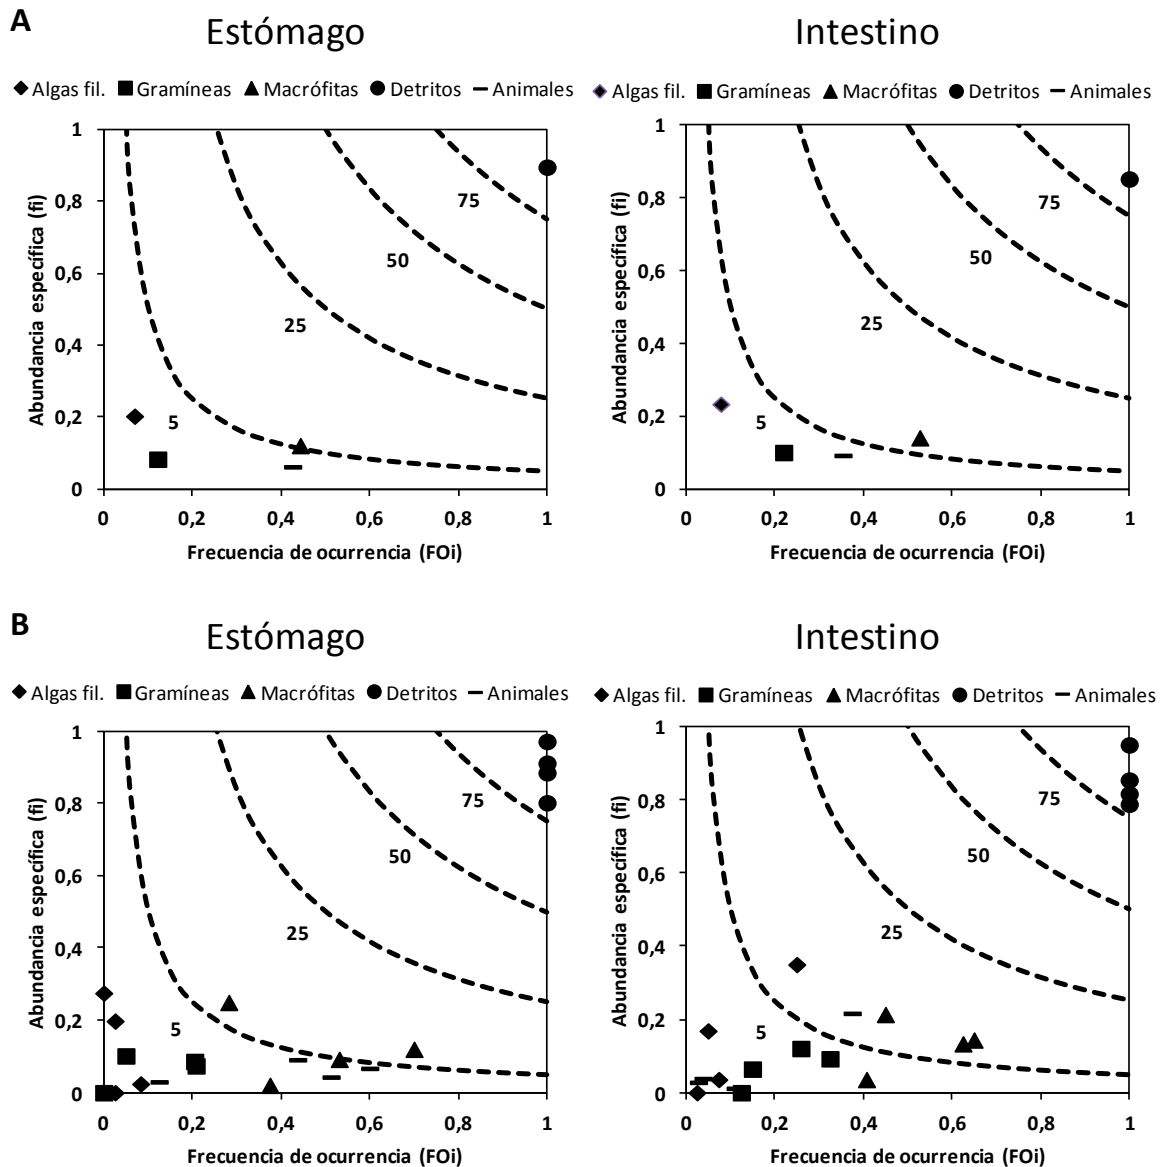 A
Estómago
Intestino
Algas fil. Gramíneas Macrófitas Detritos Animales
Algas fil. Gramíneas Macrófitas Detritos Animales
Abundancia específica (fi)
1
0,8
0,6
0,4
0,2
0
75
50
25
5
0 0,2 0,4 0,6 0,8 1
Frecuencia de ocurrencia (FOi)
Abundancia específica (fi)
1
0,8
0,6
0,4
0,2
0
75
50
25
5
0 0,2 0,4 0,6 0,8 1
Frecuencia de ocurrencia (FOi)
B
Estómago
Intestino
Algas fil. Gramíneas Macrófitas Detritos Animales
Algas fil. Gramíneas Macrófitas Detritos Animales
Abundancia específica (fi)
1
0,8
0,6
0,4
0,2
0
75
50
25
5
0 0,2 0,4 0,6 0,8 1
Frecuencia de ocurrencia (FOi)
Abundancia específica (fi)
1
0,8
0,6
0,4
0,2
0
75
50
25
5
0 0,2 0,4 0,6 0,8 1
Frecuencia de ocurrencia (FOi)